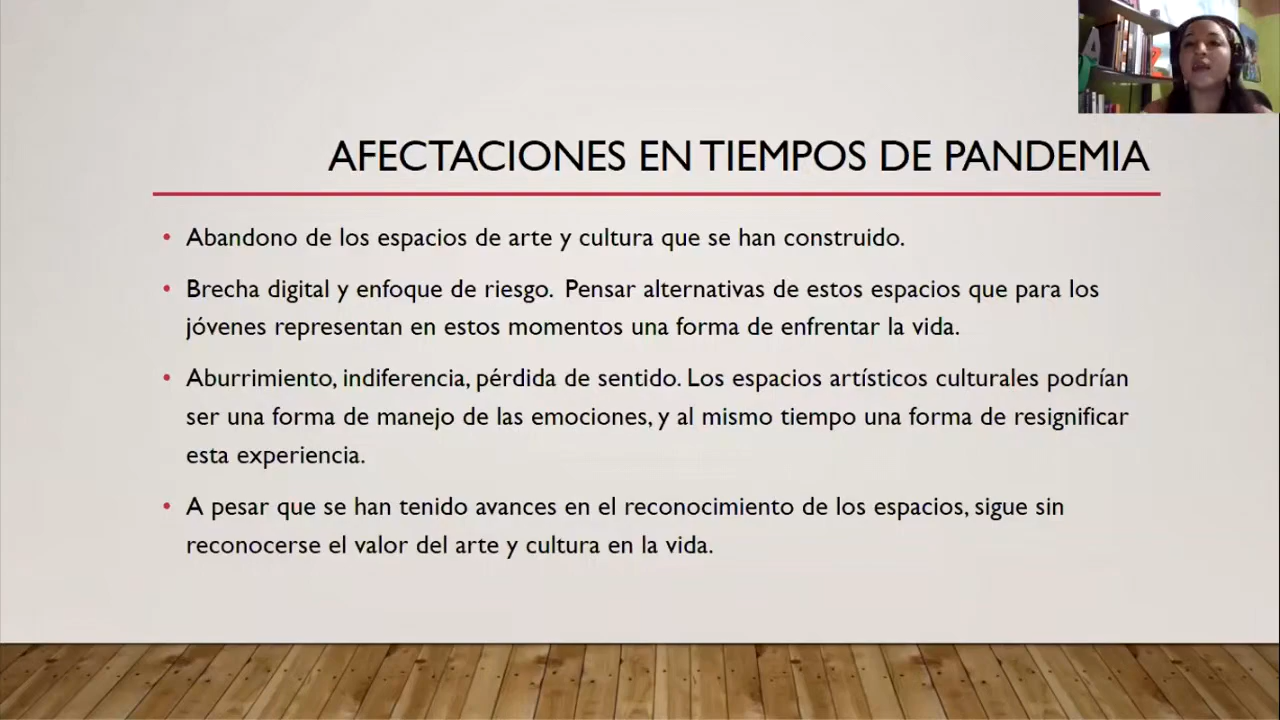 AFECTACIONES EN TIEMPOS DE PANDEMIA
• Abandono de los espacios de arte y cultura que se han construido.
• Brecha digital y enfoque de riesgo. Pensar alternativas de estos espacios que para los
jóvenes representan en estos momentos una forma de enfrentar la vida.
• Aburrimiento, indiferencia, pérdida de sentido. Los espacios artísticos culturales podrían
ser una forma de manejo de las emociones, y al mismo tiempo una forma de resignificar
esta experiencia.
• A pesar que se han tenido avances en el reconocimiento de los espacios, sigue sin
reconocerse el valor del arte y cultura en la vida.